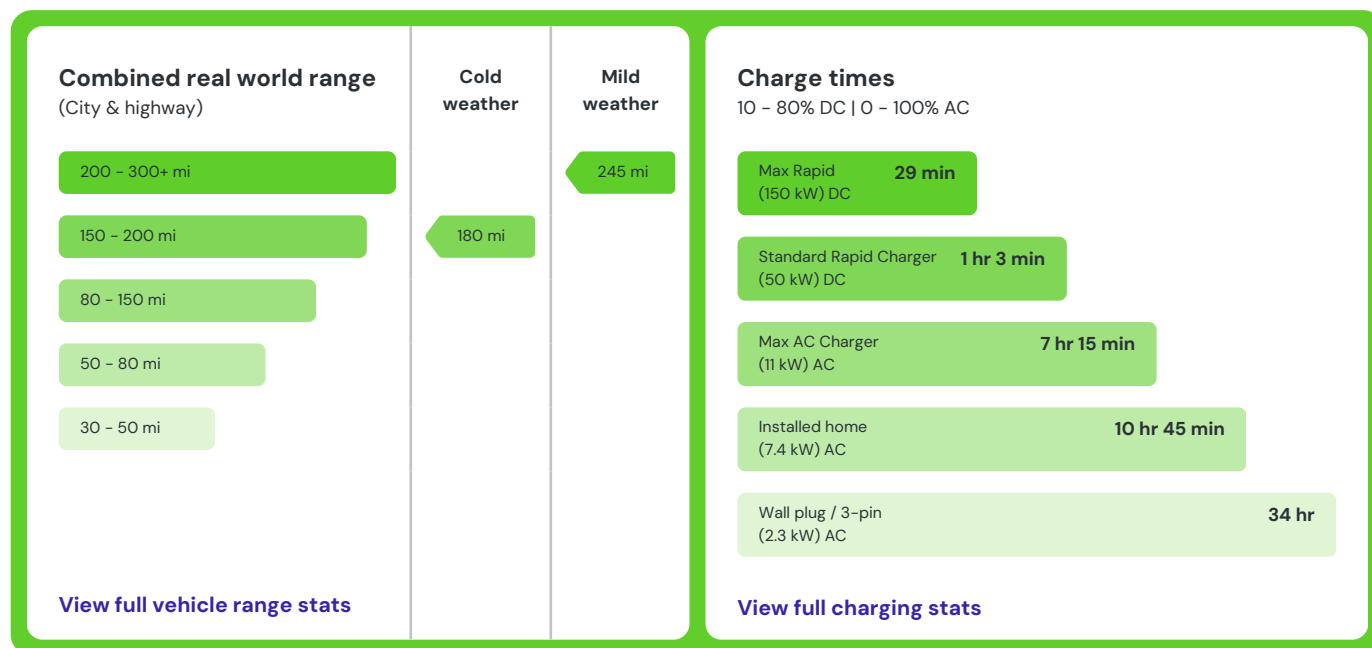 Combined real world range
(City & highway)
Cold
weather
Mild
weather
200 - 300+ mi
245 mi
150 - 200 mi
180 mi
80 - 150 mi
50 - 80 mi
30 - 50 mi
View full vehicle range stats
Charge times
10 - 80% DC | 0 - 100% AC
Max Rapid
(150 kW) DC
29 min
Standard Rapid Charger
(50 kW) DC
1 hr 3 min
Max AC Charger
(11 kW) AC
7 hr 15 min
Installed home
(7.4 kW) AC
10 hr 45 min
Wall plug / 3-pin
(2.3 kW) AC
34 hr
View full charging stats